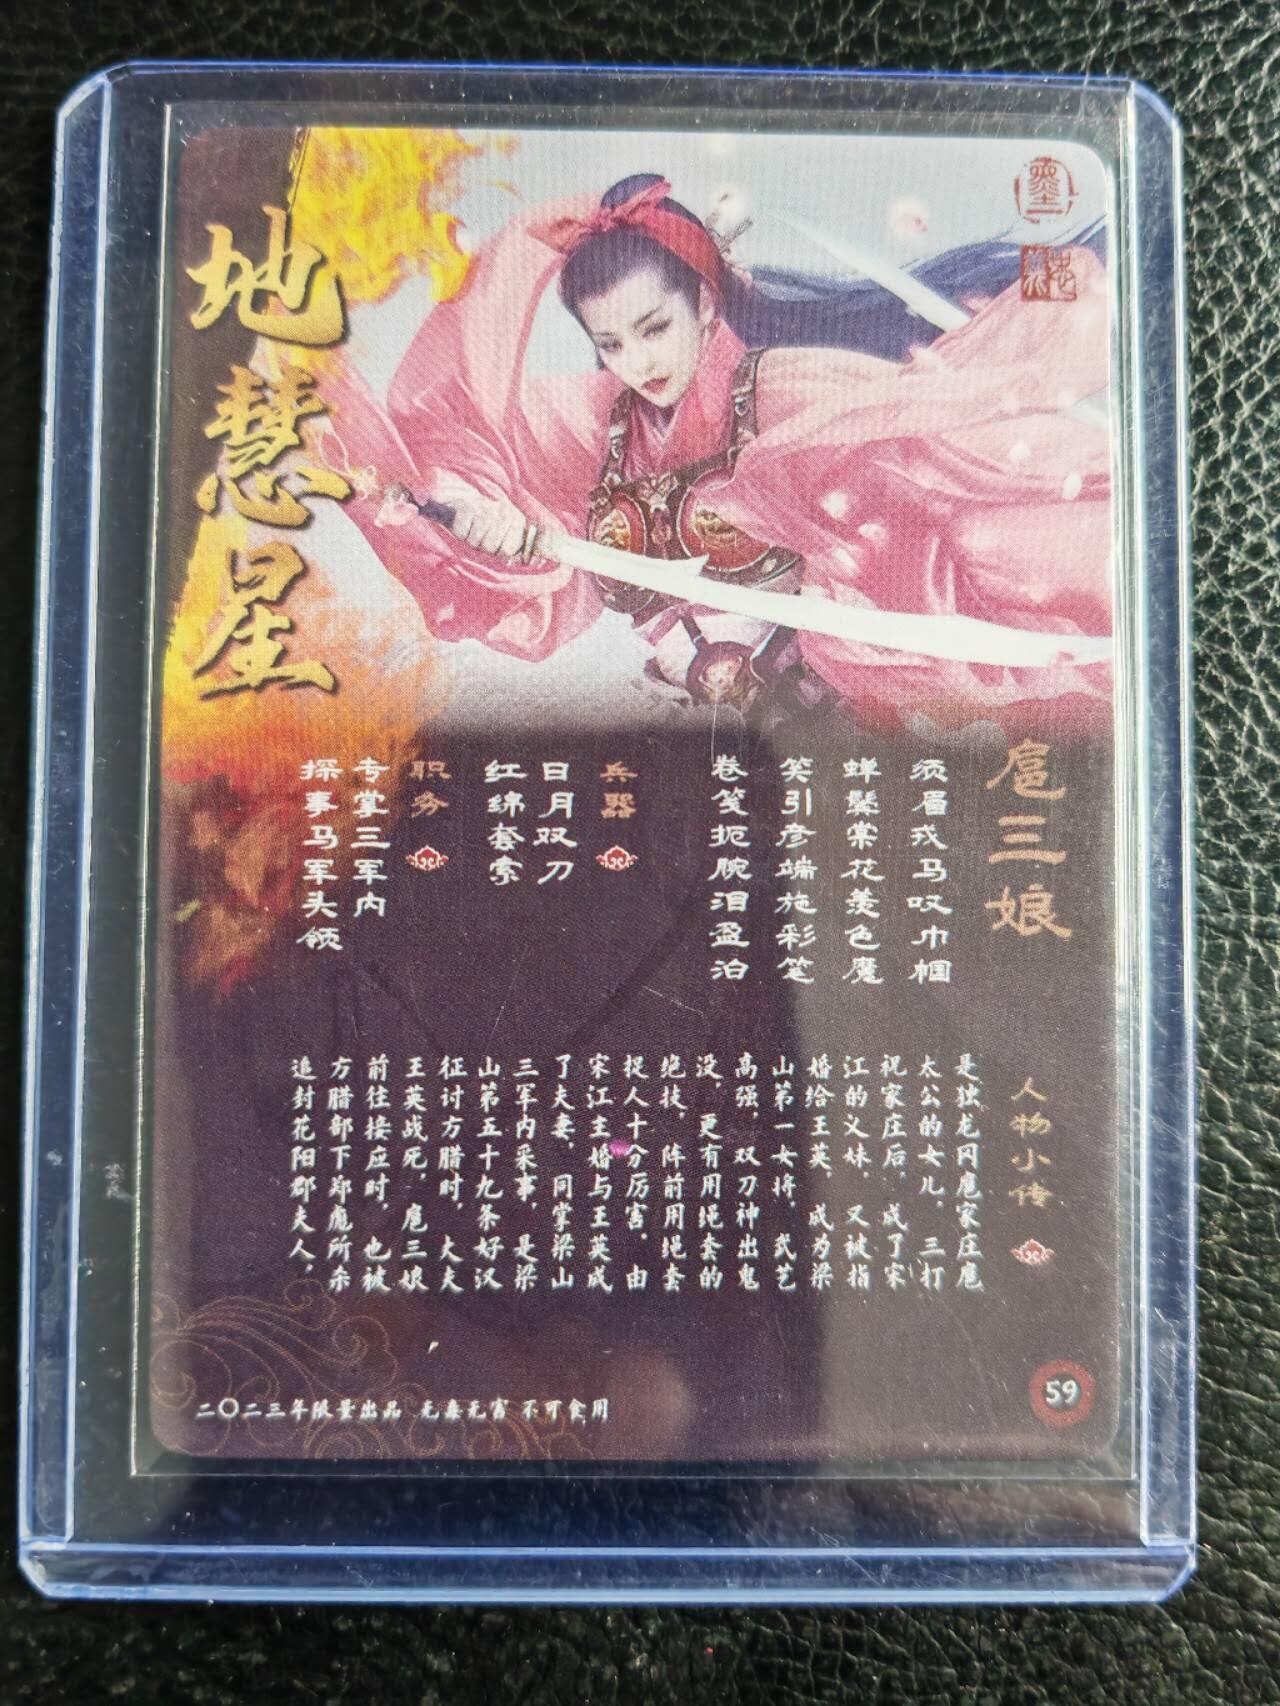 地慧星
扈三娘
须眉戎马叹巾帼
蝉鬓棠花羡色魔
笑引彦端施彩笔
卷笺扼腕泪盈泊
兵器
日月双刀
红绵套索
职务
专掌三军内
探事马军头领
人物小传
是独龙冈扈家庄扈
太公的女儿，三打
祝家庄后，成了宋
江的义妹，又被指
婚给王英，成为梁
山第一女将，武艺
高强，双刀神出鬼
没，更有用绳套的
绝技，阵前用绳套
捉人十分厉害，由
宋江主婚与王英成
了夫妻，同掌梁山
三军内采事，是梁
山第五十九条好汉
征讨方腊时，大夫
王英战死，扈三娘
前往接应时，也被
方腊部下郑彪所杀
追封花阳郡夫人，
二〇二三年限量出品 无毒无害 不可食用
59